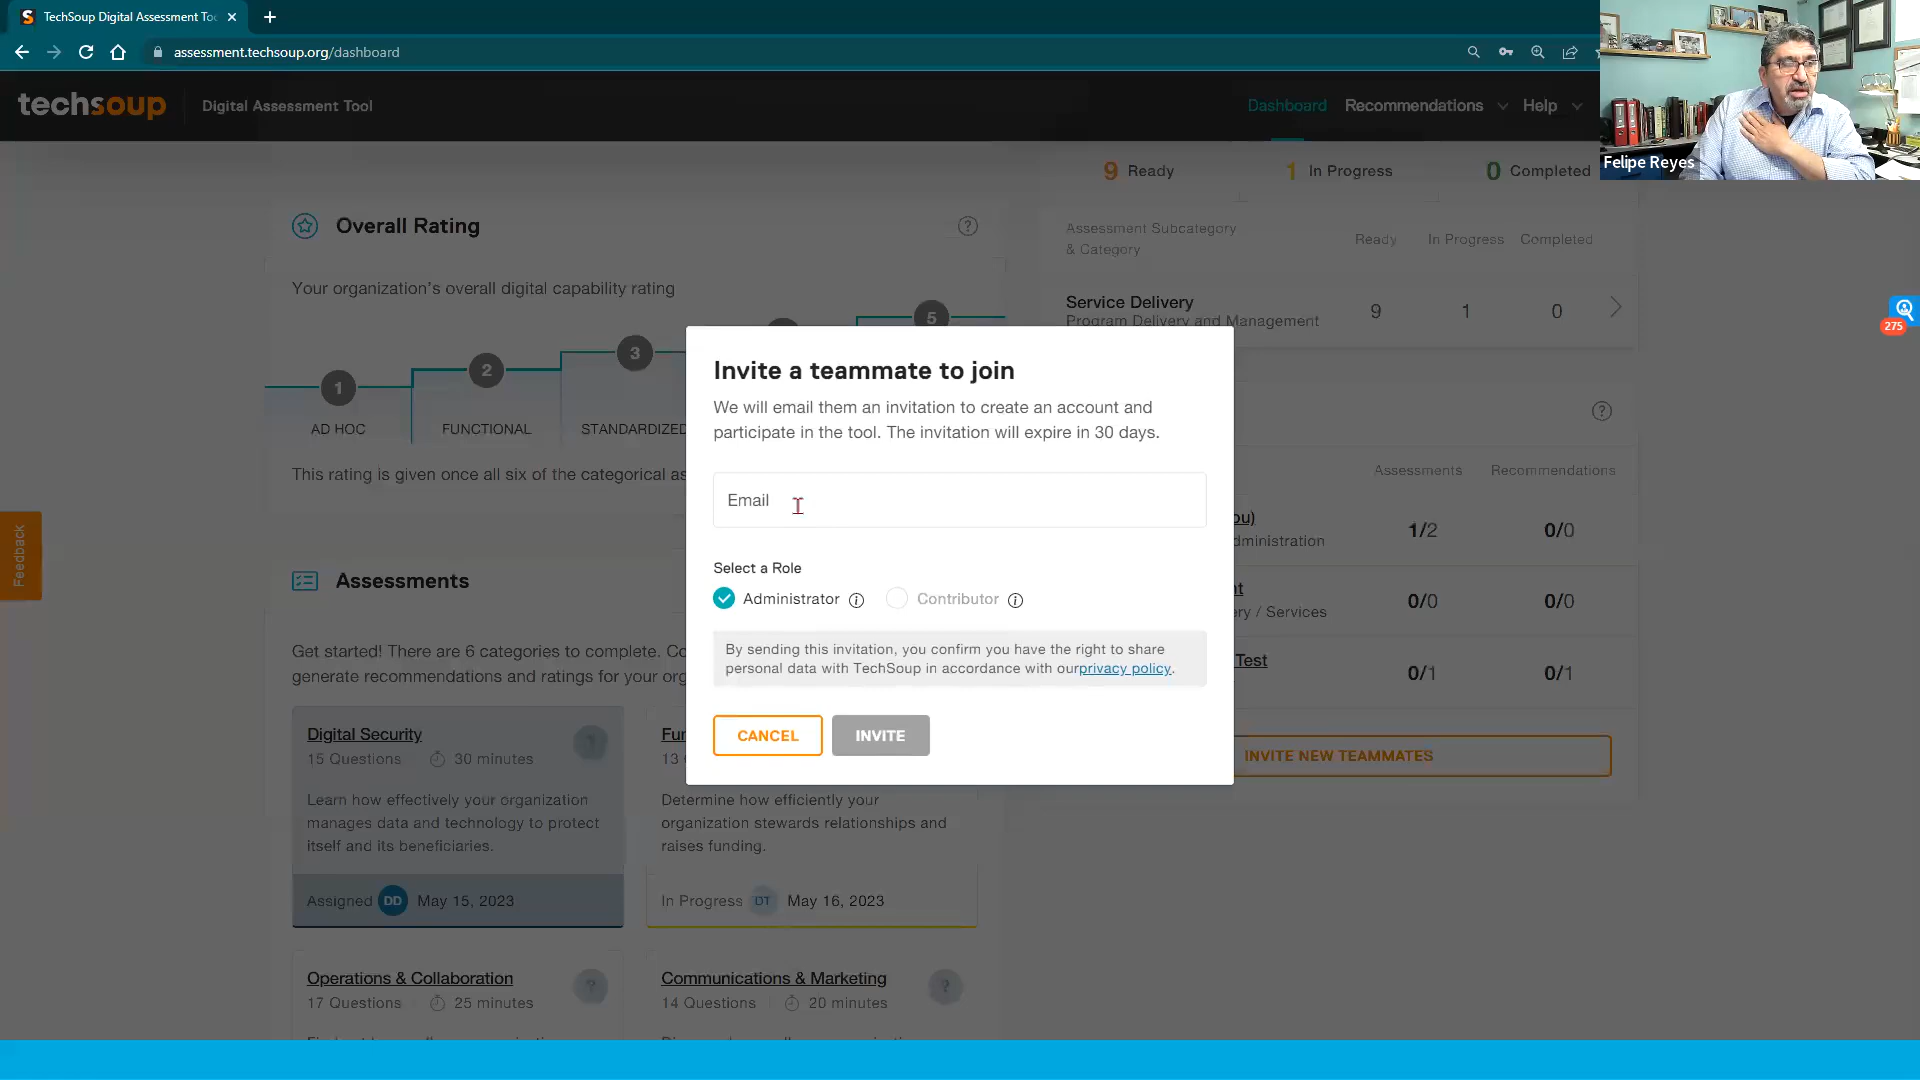 TechSoup Digital Assessment Too
assessment.techsoup.org/dashboard
techsoup
Digital Assessment Tool
Dashboard
Recommendations
Help
Felipe Reyes
9 Ready
1 In Progress
0 Completed
Overall Rating
Assessment Subcategory
& Category
Ready
In Progress
Completed
Your organization's overall digital capability rating
Service Delivery
Program Delivery and Management
9
1
0
275
1
2
3
5
AD HOC
FUNCTIONAL
STANDARDIZED
This rating is given once all six of the categorical as
Invite a teammate to join
We will email them an invitation to create an account and
participate in the tool. The invitation will expire in 30 days.
Email
Select a Role
Administrator
Contributor
By sending this invitation, you confirm you have the right to share
personal data with TechSoup in accordance with ourprivacy policy.
CANCEL
INVITE
Assessments
Recommendations
ou)
dministration
1/2
0/0
nt
ery / Services
0/0
0/0
Test
0/1
0/1
INVITE NEW TEAMMATES
Feedback
Assessments
Get started! There are 6 categories to complete. Co
generate recommendations and ratings for your org
Digital Security
15 Questions
30 minutes
Learn how effectively your organization
manages data and technology to protect
itself and its beneficiaries.
Assigned DD May 15, 2023
Fun
13
Determine how efficiently your
organization stewards relationships and
raises funding.
In Progress DT May 16, 2023
Operations & Collaboration
17 Questions
25 minutes
Communications & Marketing
14 Questions
20 minutes